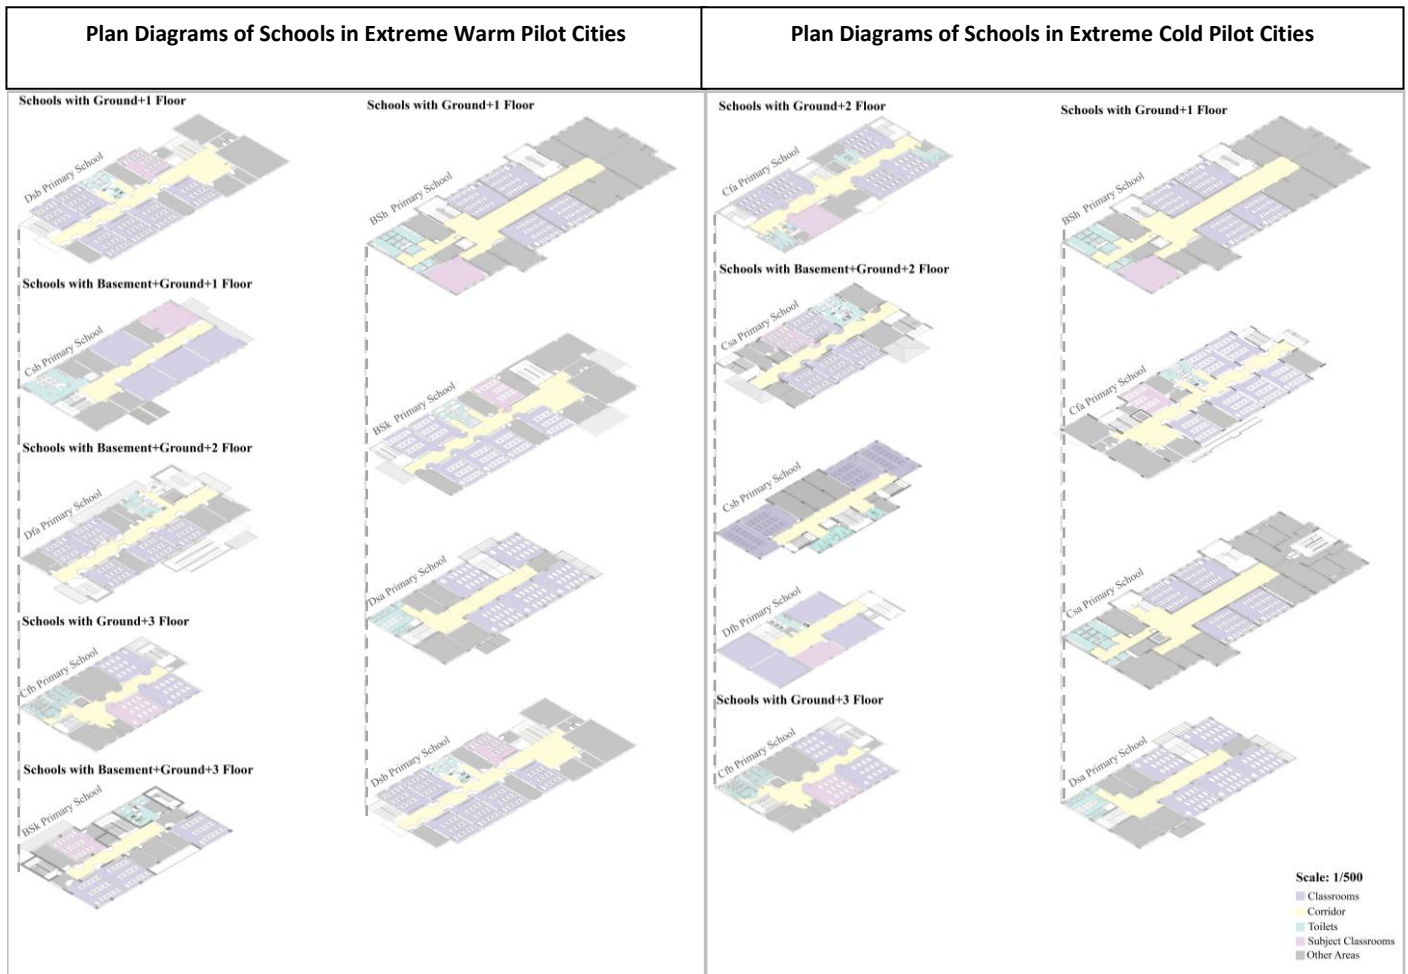 Plan Diagrams of Schools in Extreme Warm Pilot Cities
Schools with Ground+1 Floor
Dsb Primary School
Schools with Basement+Ground+1 Floor
Csb Primary School
Schools with Basement+Ground+2 Floor
Dfa Primary School
Schools with Ground+3 Floor
Cfb Primary School
Schools with Basement+Ground+3 Floor
BSk Primary School
Schools with Ground+1 Floor
BSh Primary School
BSk Primary School
Dsa Primary School
Dsb Primary School
Plan Diagrams of Schools in Extreme Cold Pilot Cities
Schools with Ground+2 Floor
Cfa Primary School
Schools with Basement+Ground+2 Floor
Csa Primary School
Csb Primary School
Dfb Primary School
Schools with Ground+3 Floor
Cfb Primary School
Schools with Ground+1 Floor
BSh Primary School
Cfa Primary School
Csa Primary School
Dsa Primary School
Scale: 1/500
Classrooms
Corridor
Toilets
Subject Classrooms
Other Areas